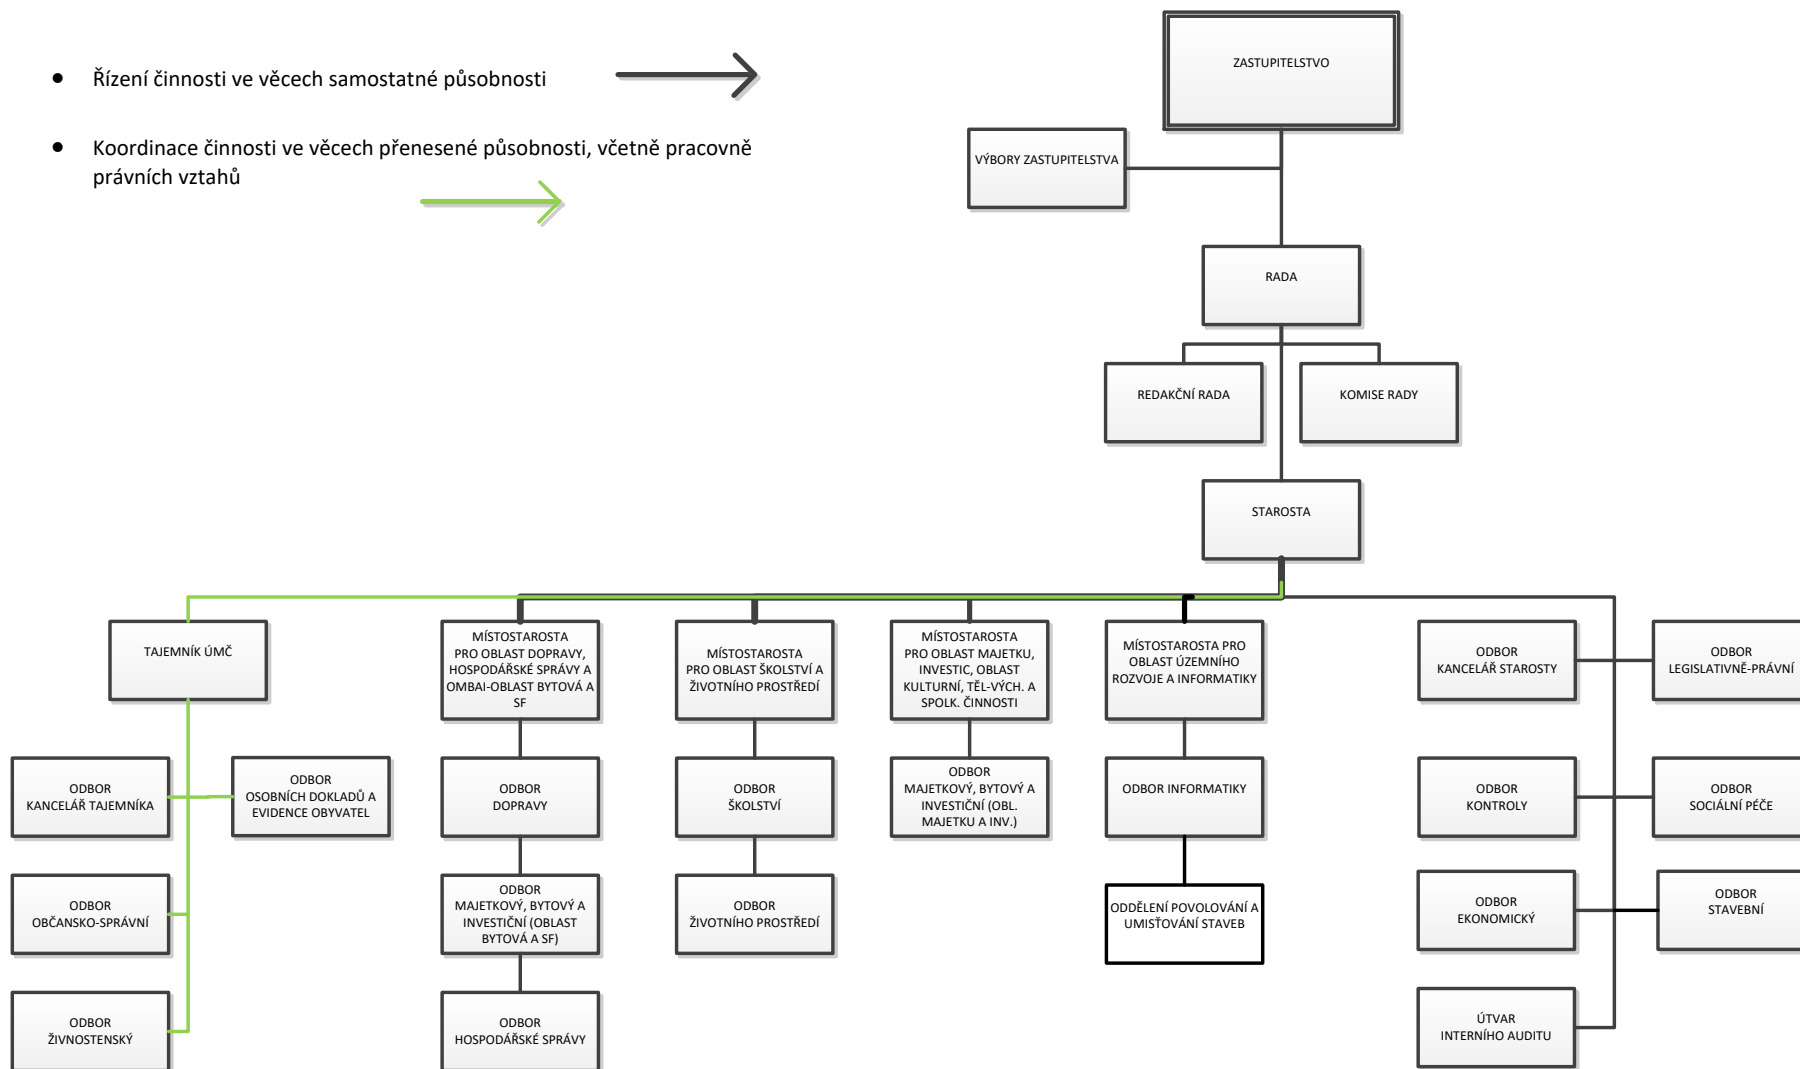 Řízení činnosti ve věcech samostatné působnosti
Koordinace činnosti ve věcech přenesené působnosti, včetně pracovně
právních vztahů
ZASTUPITELSTVO
VÝBORY ZASTUPITELSTVA
RADA
REDAKČNÍ RADA
KOMISE RADY
STAROSTA
TAJEMNÍK ÚMČ
MÍSTOSTAROSTA
PRO OBLAST DOPRAVY,
HOSPODÁŘSKÉ SPRÁVY A
OMBAI-OBLAST BYTOVÁ A
SF
MÍSTOSTAROSTA
PRO OBLAST ŠKOLSTVÍ A
ŽIVOTNÍHO PROSTŘEDÍ
MÍSTOSTAROSTA
PRO OBLAST MAJETKU,
INVESTIC, OBLAST
KULTURNÍ, TĚL-VÝCH. A
SPOLK. ČINNOSTI
MÍSTOSTAROSTA PRO
OBLAST ÚZEMNÍHO
ROZVOJE A INFORMATIKY
ODBOR
KANCELÁŘ STAROSTY
ODBOR
LEGISLATIVNĚ-PRÁVNÍ
ODBOR
KANCELÁŘ TAJEMNÍKA
ODBOR
OSOBNÍCH DOKLADŮ A
EVIDENCE OBYVATEL
ODBOR
DOPRAVY
ODBOR
ŠKOLSTVÍ
ODBOR
MAJETKOVÝ, BYTOVÝ A
INVESTIČNÍ (OBL.
MAJETKU A INV.)
ODBOR INFORMATIKY
ODBOR
KONTROLY
ODBOR
SOCIÁLNÍ PÉČE
ODBOR
OBČANSKO-SPRÁVNÍ
ODBOR
MAJETKOVÝ, BYTOVÝ A
INVESTIČNÍ (OBLAST
BYTOVÁ A SF)
ODBOR
ŽIVOTNÍHO PROSTŘEDÍ
ODDĚLENÍ POVOLOVÁNÍ A
UMISŤOVÁNÍ STAVEB
ODBOR
EKONOMICKÝ
ODBOR
STAVEBNÍ
ODBOR
ŽIVNOSTENSKÝ
ODBOR
HOSPODÁŘSKÉ SPRÁVY
ÚTVAR
INTERNÍHO AUDITU